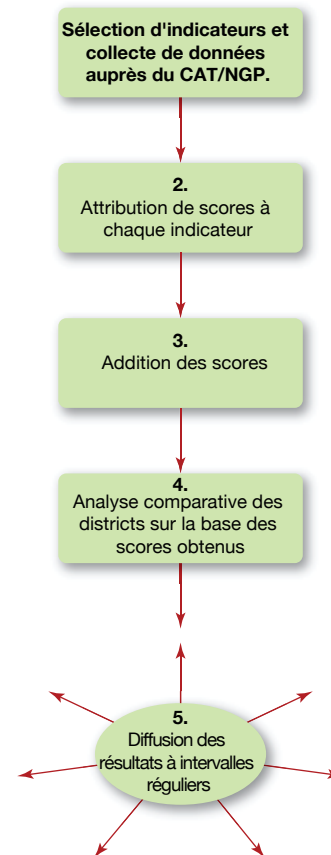 Sélection d'indicateurs et
collecte de données
auprès du CAT/NGP.
2.
Attribution de scores à
chaque indicateur
3.
Addition des scores
4.
Analyse comparative des
districts sur la base des
scores obtenus
5.
Diffusion des
résultats à intervalles
réguliers